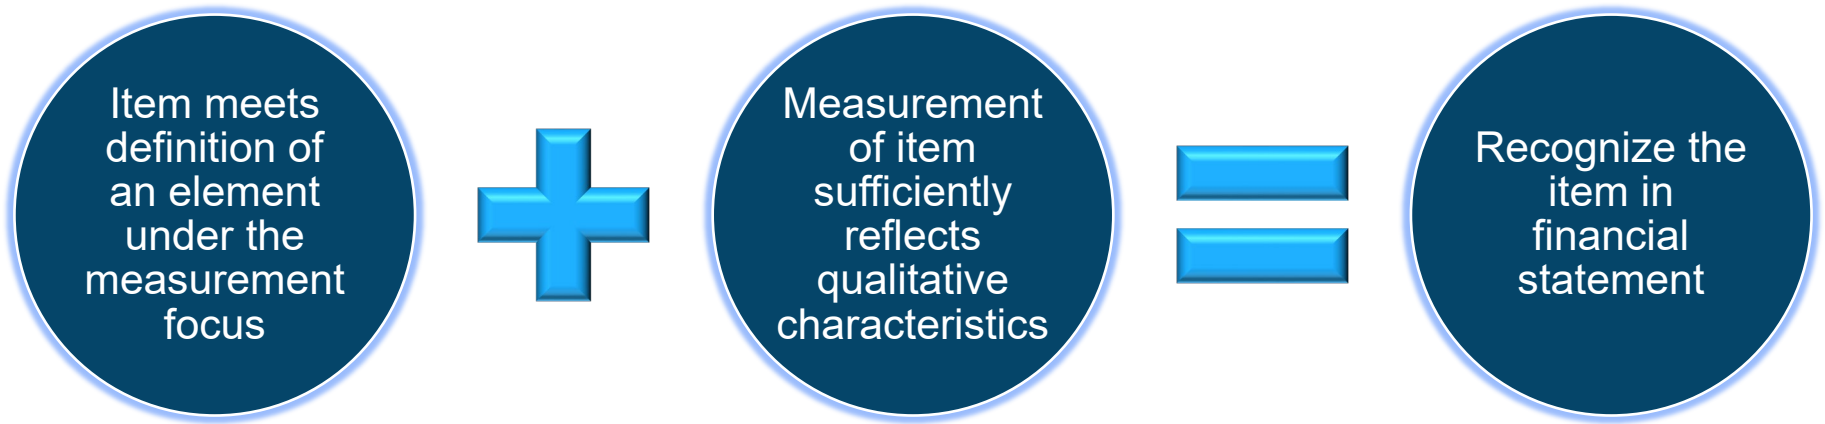 Item meets
definition of
an element
under the
measurement
focus
Measurement
of item
sufficiently
reflects
qualitative
characteristics
Recognize the
item in
financial
statement